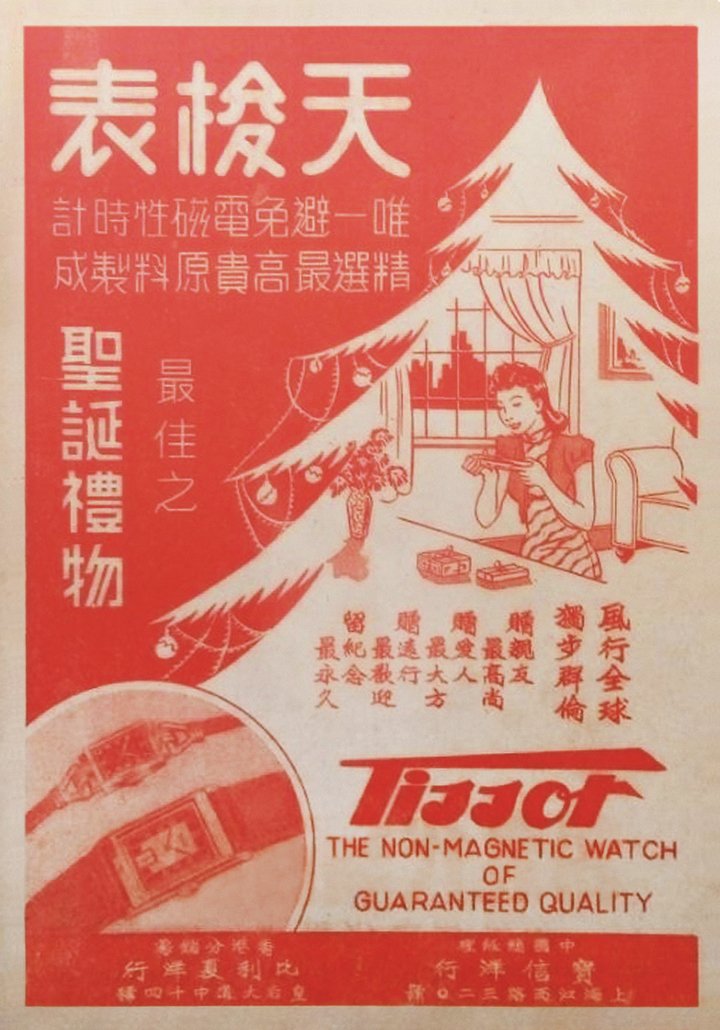 天梭表
唯一避免電磁性時計
精選最高貴原料製成
最佳之
聖誕禮物
風行全球
獨步群倫
贈親友
最高尚
贈愛人
最大方
贈遠行
最歡迎
留紀念
最永久
Tissot
THE NON-MAGNETIC WATCH
OF
GUARANTEED QUALITY
中國總經理
寶信洋行
上海江西路三二〇號
香港分銷
比利夏洋行
皇后大道中十四